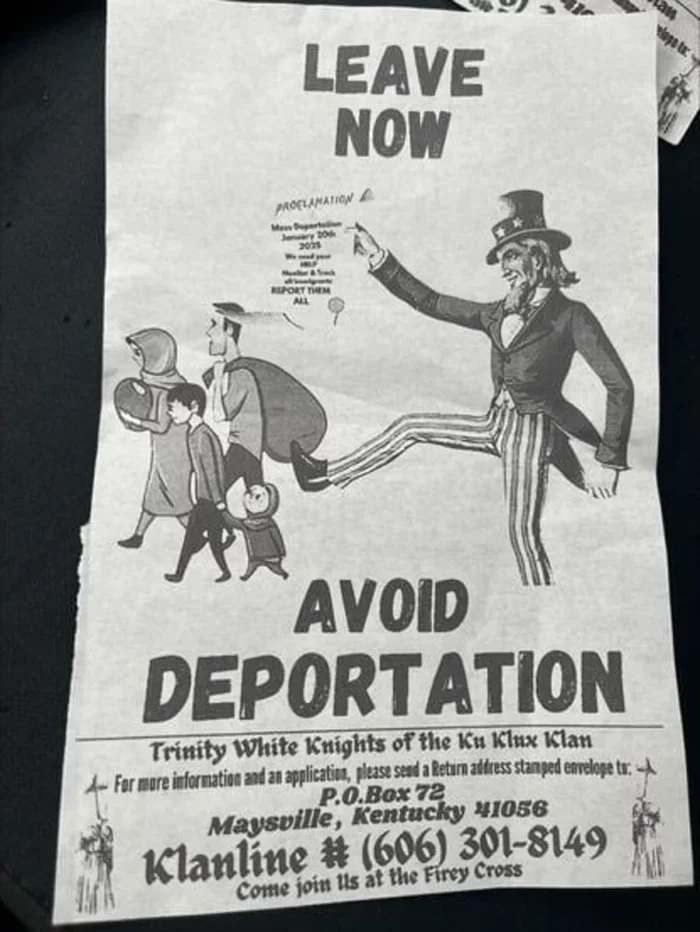 LEAVE
NOW
PROCLAMATION
Mass Deportation
January 20th
2025
We need your
HELP
Monitor & Track
all immigrants
REPORT THEM
ALL
AVOID
DEPORTATION
Trinity White Knights of the Ku Klux Klan
For more information and an application, please send a Return address stamped envelope to:
P.O.Box 72
Maysville, Kentucky 41056
Klanline # (606) 301-8149
Come join Us at the Firey Cross